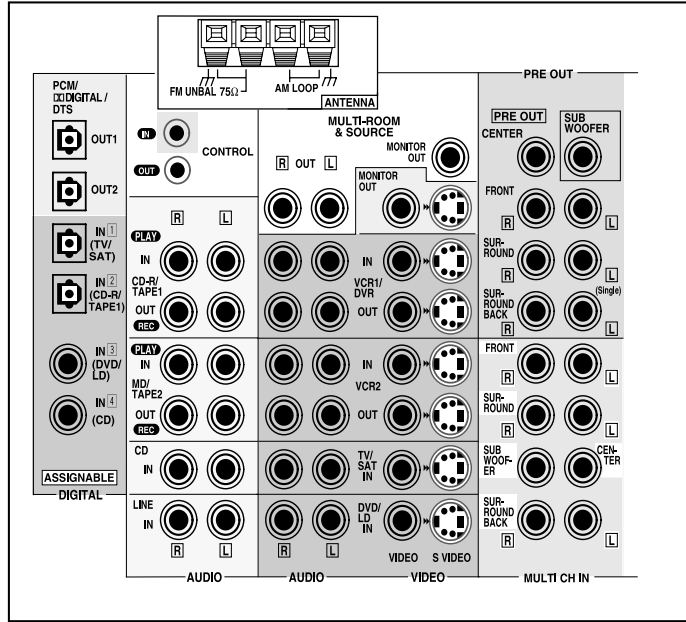 FM UNBAL 75Ω
AM LOOP
ANTENNA
PCM/
DIGITAL /
DTS
OUT1
OUT2
IN 1
(TV/
SAT)
IN 2
(CD-R/
TAPE1)
IN 3
(DVD/
LD)
IN 4
(CD)
ASSIGNABLE
DIGITAL
IN
OUT
CONTROL
R L
PLAY
IN
CD-R/
TAPE1
OUT
REC
PLAY
IN
MD/
TAPE2
OUT
REC
CD
IN
LINE
IN
R L
AUDIO
MULTI-ROOM
& SOURCE
R OUT L
MONITOR
OUT
MONITOR
OUT
IN
VCR1/
DVR
OUT
IN
VCR2
OUT
TV/
SAT
IN
DVD/
LD
IN
R L
VIDEO S VIDEO
AUDIO
VIDEO
PRE OUT
PRE OUT
CENTER
SUB
WOOFER
FRONT
R L
SUR-
ROUND
R L
SUR-
ROUND
BACK
(Single)
R L
FRONT
R L
SUR-
ROUND
R L
SUB
WOOF-
ER
CEN-
TER
SUR-
ROUND
BACK
R L
MULTI CH IN